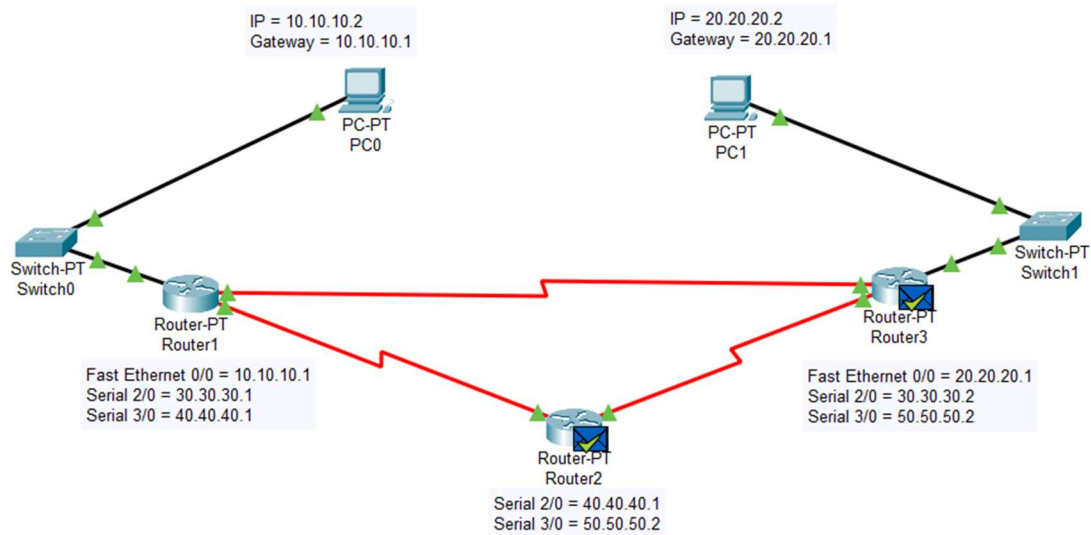 IP = 10.10.10.2
Gateway = 10.10.10.1
IP = 20.20.20.2
Gateway = 20.20.20.1
PC-PT
PC0
PC-PT
PC1
Switch-PT
Switch0
Switch-PT
Switch1
Router-PT
Router1
Router-PT
Router3
Fast Ethernet 0/0 = 10.10.10.1
Serial 2/0 = 30.30.30.1
Serial 3/0 = 40.40.40.1
Fast Ethernet 0/0 = 20.20.20.1
Serial 2/0 = 30.30.30.2
Serial 3/0 = 50.50.50.2
Router-PT
Router2
Serial 2/0 = 40.40.40.1
Serial 3/0 = 50.50.50.2